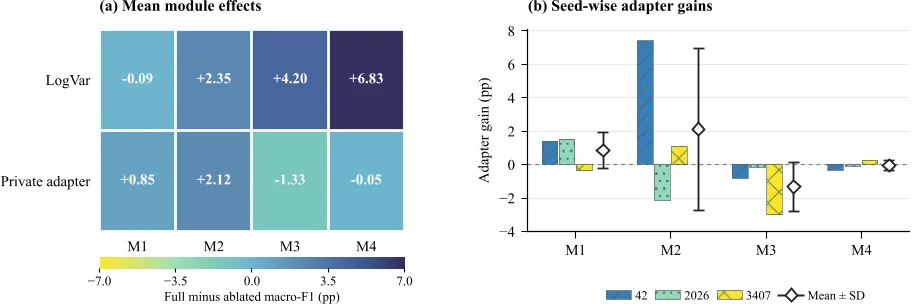 (a) Mean module effects
LogVar
-0.09 +2.35 +4.20 +6.83
Private adapter
+0.85 +2.12 -1.33 -0.05
M1 M2 M3 M4
−7.0 −3.5 0.0 3.5 7.0
Full minus ablated macro-F1 (pp)
(b) Seed-wise adapter gains
Adapter gain (pp)
8
6
4
2
0
−2
−4
M1 M2 M3 M4
42 2026 3407 Mean ± SD